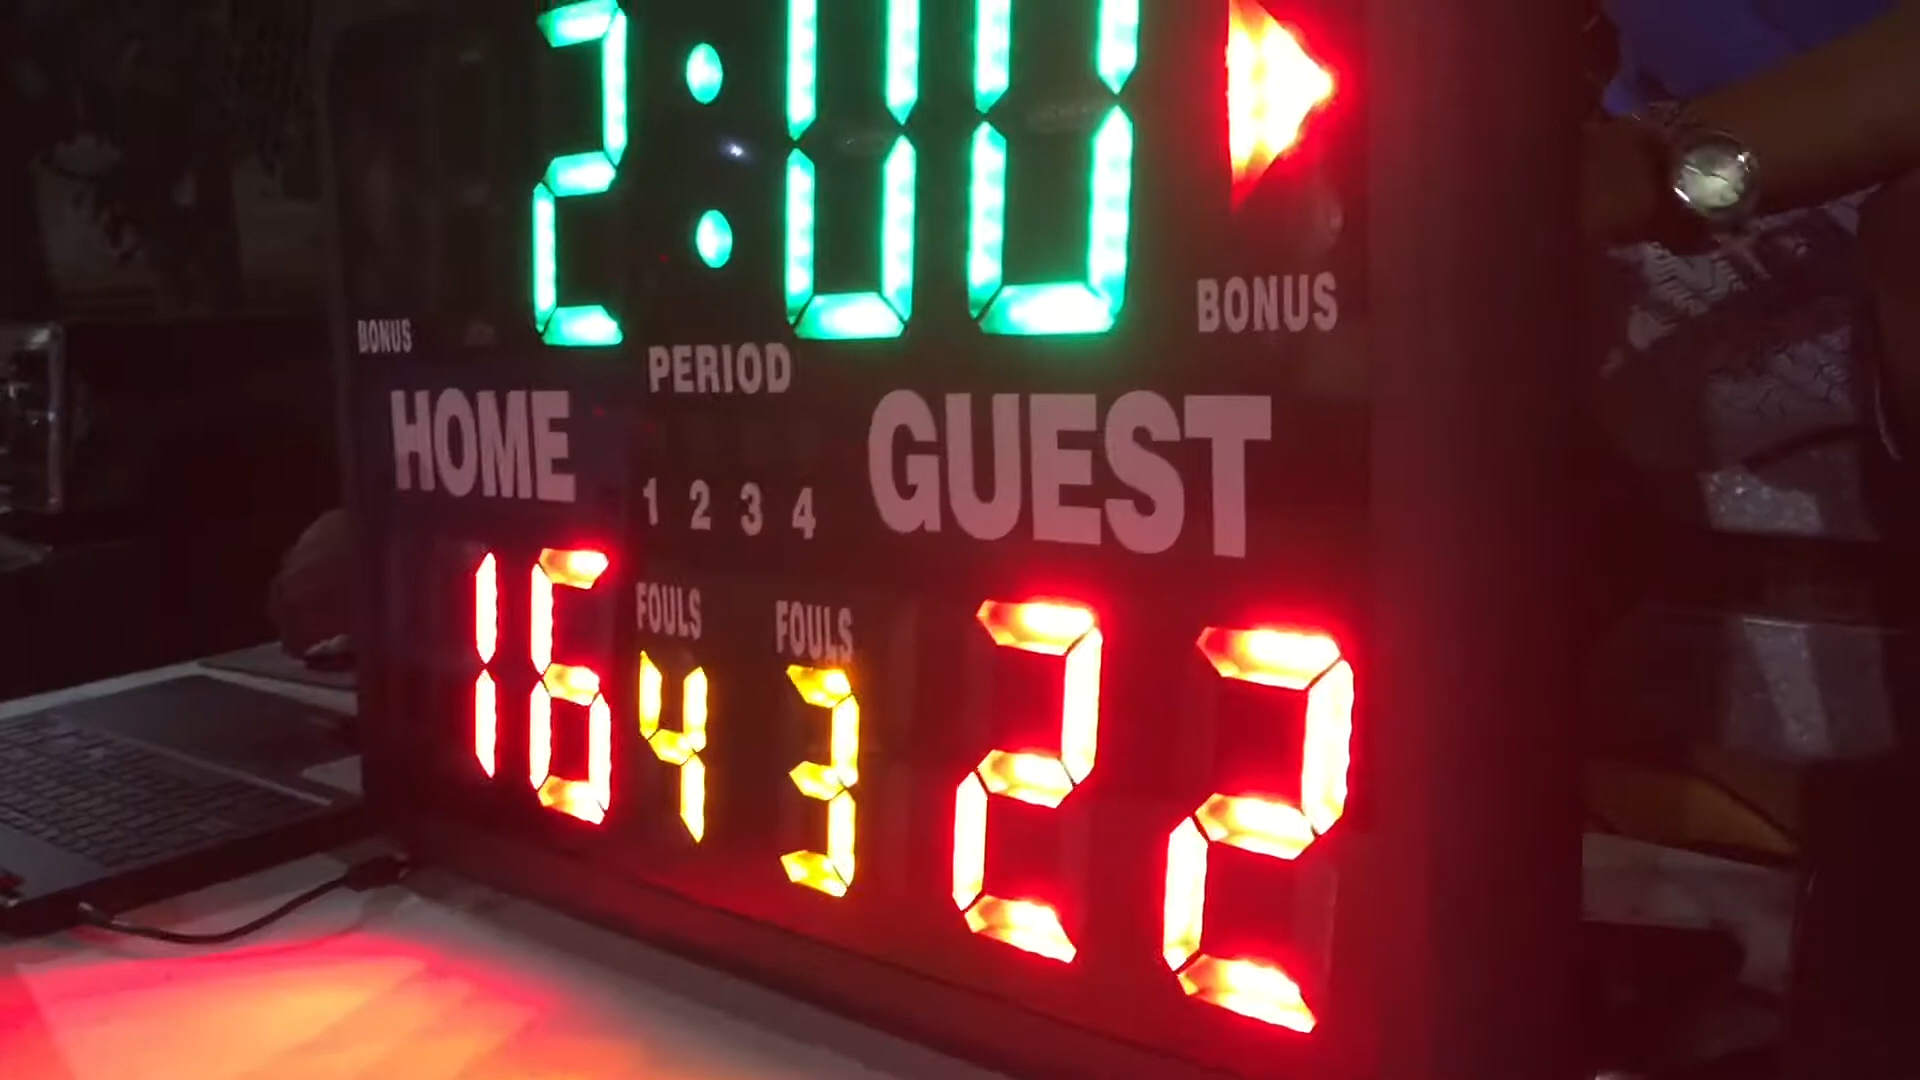 2:00
BONUS
BONUS
PERIOD
HOME
GUEST
1 2 3 4
FOULS
FOULS
16
4
3
22